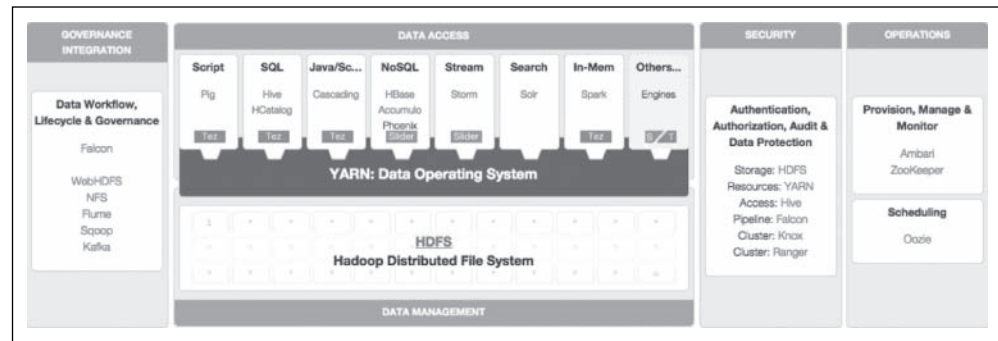 GOVERNANCE
INTEGRATION
Data Workflow,
Lifecycle & Governance
Falcon
WebHDFS
NFS
Flume
Sqoop
Kafka
DATA ACCESS
Script
Pig
Tez
SQL
Hive
HCatalog
Tez
Java/Sc...
Cascading
Tez
NoSQL
HBase
Accumulo
Phoenix
Slider
Stream
Storm
Slider
Search
Solr
In-Mem
Spark
Tez
Others...
Engines
S / T
YARN: Data Operating System
1
HDFS
Hadoop Distributed File System
DATA MANAGEMENT
SECURITY
Authentication,
Authorization, Audit &
Data Protection
Storage: HDFS
Resources: YARN
Access: Hive
Pipeline: Falcon
Cluster: Knox
Cluster: Ranger
OPERATIONS
Provision, Manage &
Monitor
Ambari
ZooKeeper
Scheduling
Oozie